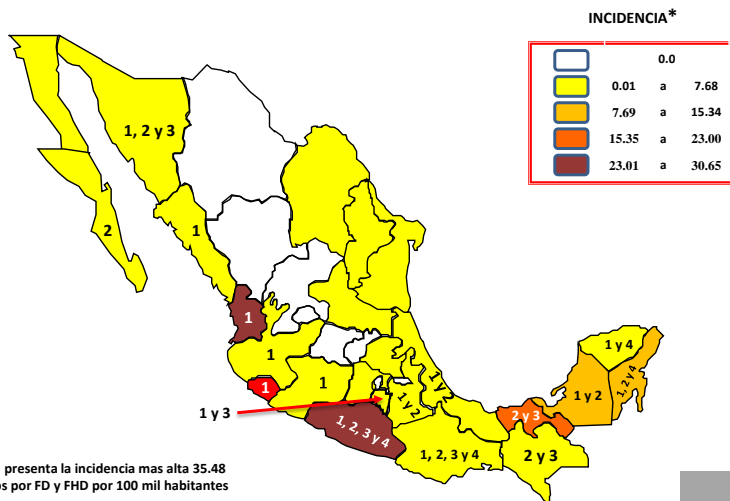 INCIDENCIA*
0.0
0.01 a 7.68
7.69 a 15.34
15.35 a 23.00
23.01 a 30.65
1, 2 y 3
2
1
1
1
1
1
1 y 3
1, 2, 3 y 4
1 y 2
1 y 2
1, 2, 3 y 4
2 y 3
2 y 3
1 y 2
1 y 4
1, 2 y 4
presenta la incidencia mas alta 35.48
os por FD y FHD por 100 mil habitantes